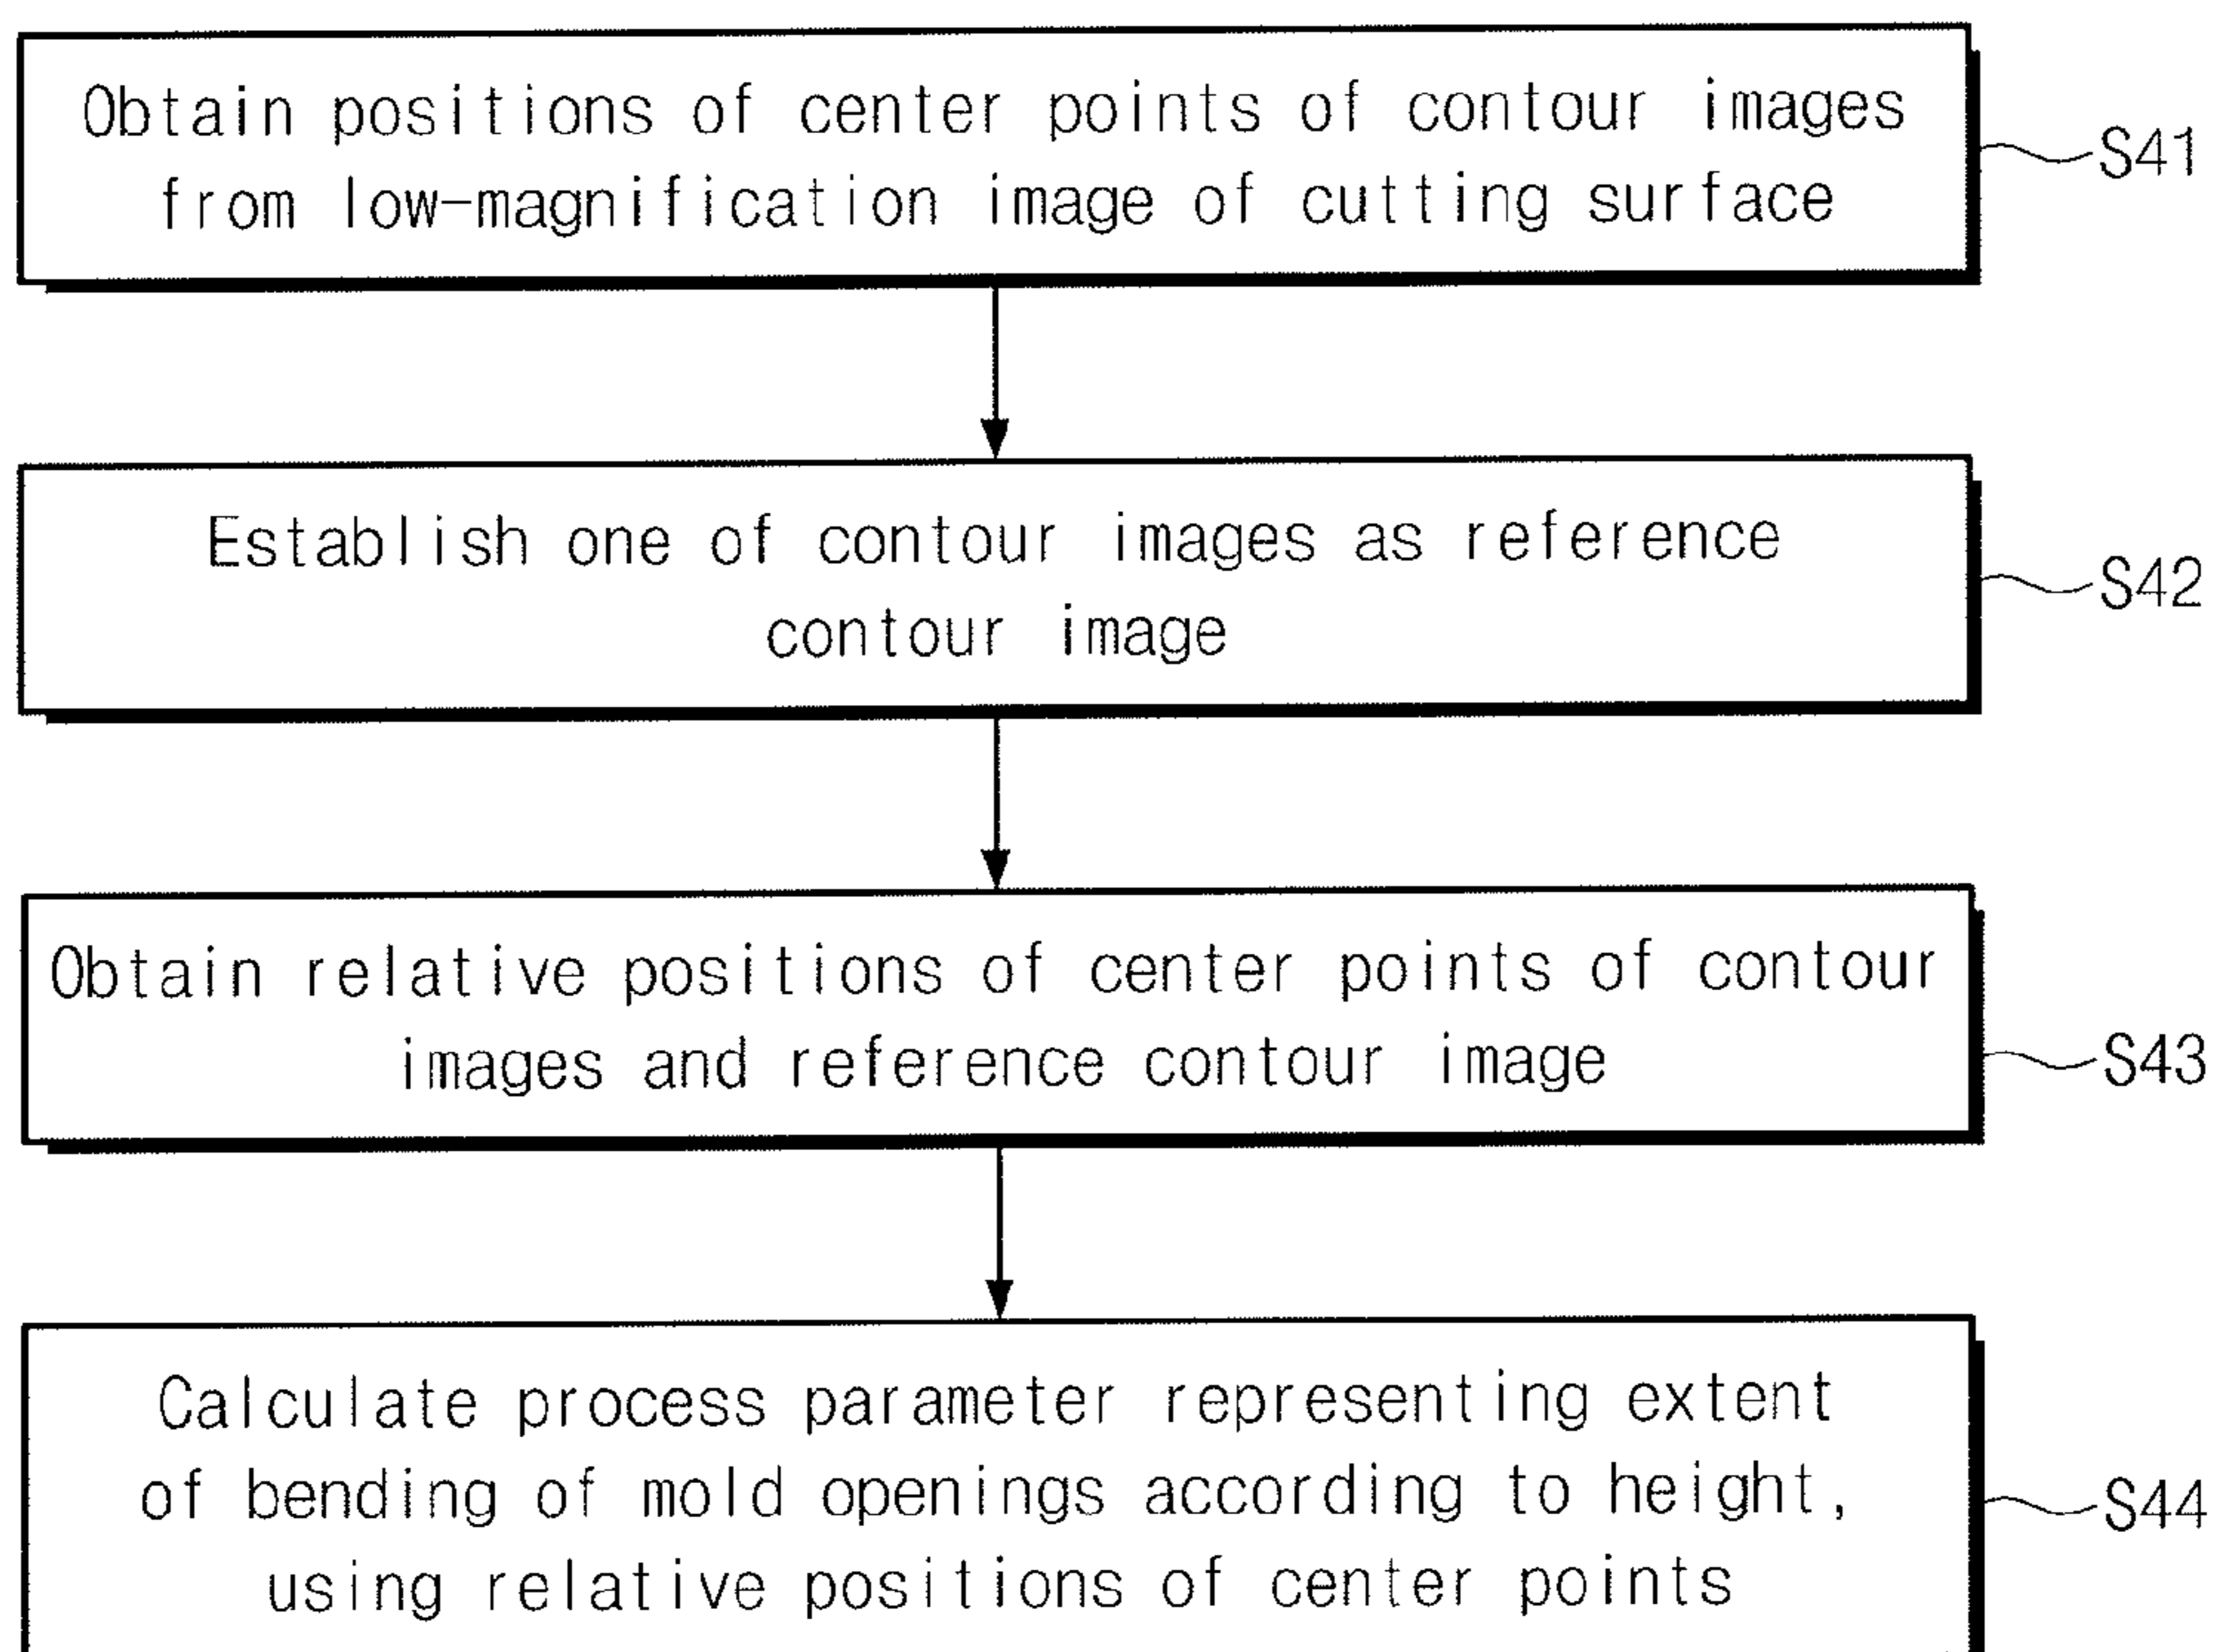 Obtain positions of center points of contour images
from low-magnification image of cutting surface
S41
Establish one of contour images as reference
contour image
S42
Obtain relative positions of center points of contour
images and reference contour image
S43
Calculate process parameter representing extent
of bending of mold openings according to height,
using relative positions of center points
S44